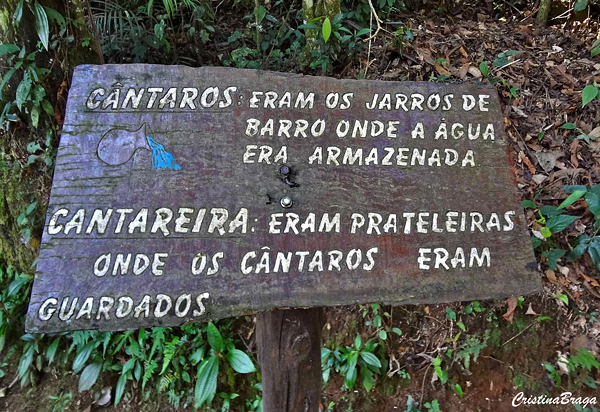 CÂNTAROS: ERAM OS JARROS DE
BARRO ONDE A ÁGUA
ERA ARMAZENADA
CANTAREIRA: ERAM PRATELEIRAS
ONDE OS CÂNTAROS ERAM
GUARDADOS
CristinaBraga